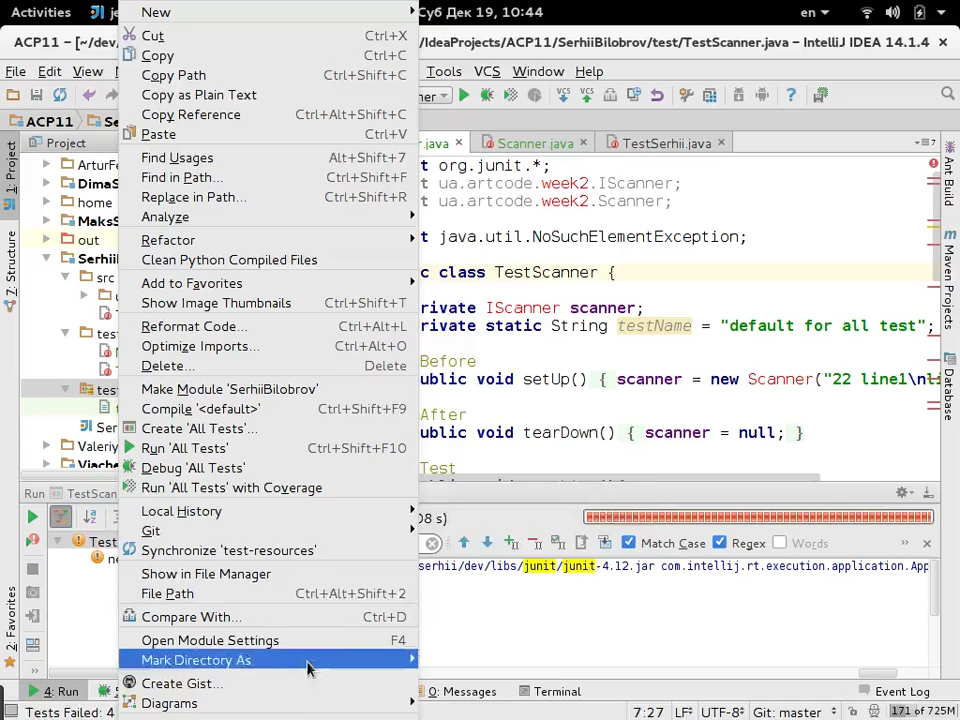 Activities
Суб Дек 19, 10:44
en
ACP11 – [~/dev/
/IdeaProjects/ACP11/SerhiiBilobrov/test/TestScanner.java – IntelliJ IDEA 14.1.4
File Edit View Tools VCS Window Help
ACP11
New
Cut Ctrl+X
Copy Ctrl+C
Copy Path Ctrl+Shift+C
Copy as Plain Text
Copy Reference Ctrl+Alt+Shift+C
Paste Ctrl+V
Find Usages Alt+Shift+7
Find in Path... Ctrl+Shift+F
Replace in Path... Ctrl+Shift+R
Analyze
Refactor
Clean Python Compiled Files
Add to Favorites
Show Image Thumbnails Ctrl+Shift+T
Reformat Code... Ctrl+Alt+L
Optimize Imports... Ctrl+Alt+O
Delete... Delete
Make Module 'SerhiiBilobrov'
Compile '<default>' Ctrl+Shift+F9
Create 'All Tests'...
Run 'All Tests' Ctrl+Shift+F10
Debug 'All Tests'
Run 'All Tests' with Coverage
Local History
Git
Synchronize 'test-resources'
Show in File Manager
File Path Ctrl+Alt+Shift+2
Compare With... Ctrl+D
Open Module Settings F4
Mark Directory As
Create Gist...
Diagrams
1: Project
7: Structure
2: Favorites
Project
ArturF
DimaS
home
MaksS
out
Serhii
src
test
test
Ser
Valeriy
Viache
.java
Scanner.java
TestSerhii.java
t org.junit.*;
t ua.artcode.week2.IScanner;
t ua.artcode.week2.Scanner;
t java.util.NoSuchElementException;
c class TestScanner {
rivate IScanner scanner;
rivate static String testName = "default for all test";
Before
ublic void setUp() { scanner = new Scanner("22 line1\nli
After
ublic void tearDown() { scanner = null; }
Test
Ant Build
Maven Projects
Database
Run TestScan
08 s)
Match Case Regex Words
Test
ne
serhii/dev/libs/junit/junit-4.12.jar com.intellij.rt.execution.application.App
4: Run
0: Messages
Terminal
Event Log
Tests Failed: 4
7:27 LF UTF-8 Git: master
171 of 725M